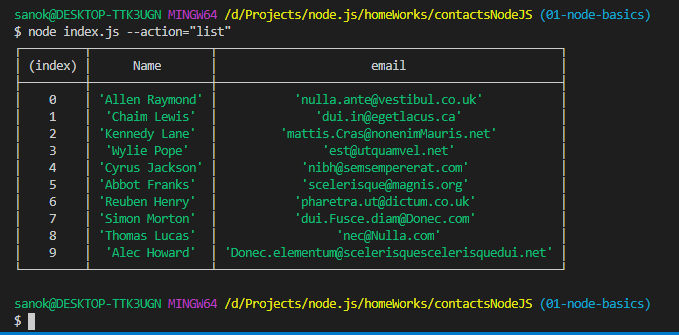 sanok@DESKTOP-TTK3UGN MINGW64 /d/Projects/node.js/homeWorks/contactsNodeJS (01-node-basics)
$ node index.js --action="list"
(index) Name email
0 'Allen Raymond' 'nulla.ante@vestibul.co.uk'
1 'Chaim Lewis' 'dui.in@egetlacus.ca'
2 'Kennedy Lane' 'mattis.Cras@nonenimMauris.net'
3 'Wylie Pope' 'est@utquamvel.net'
4 'Cyrus Jackson' 'nibh@semsempererat.com'
5 'Abbot Franks' 'scelerisque@magnis.org'
6 'Reuben Henry' 'pharetra.ut@dictum.co.uk'
7 'Simon Morton' 'dui.Fusce.diam@Donec.com'
8 'Thomas Lucas' 'nec@Nulla.com'
9 'Alec Howard' 'Donec.elementum@scelerisquescelerisquedui.net'
sanok@DESKTOP-TTK3UGN MINGW64 /d/Projects/node.js/homeWorks/contactsNodeJS (01-node-basics)
$